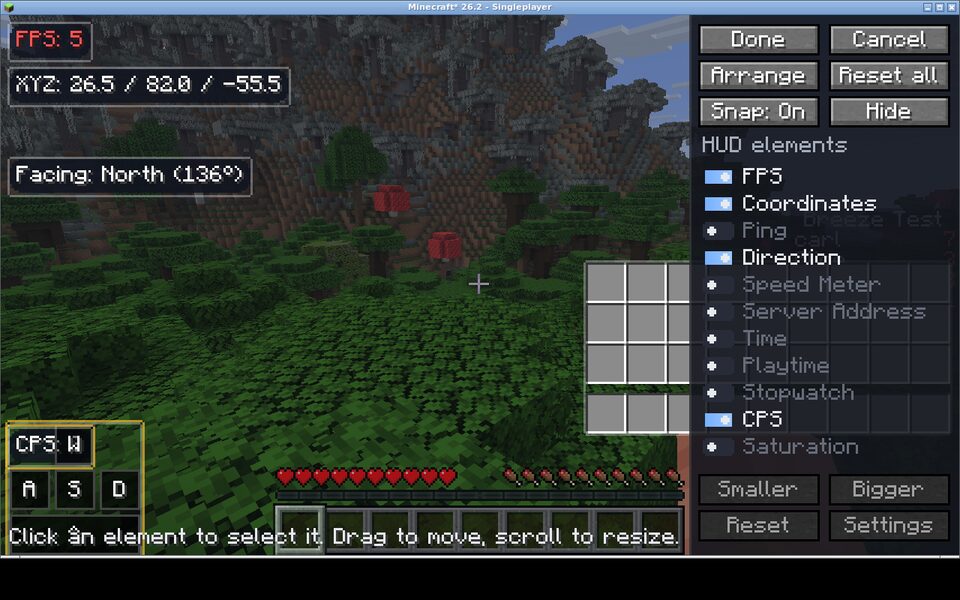 Minecraft* 26.2 - Singleplayer
FPS: 5
XYZ: 26.5 / 82.0 / -55.5
Facing: North (136°)
CPS: W
A S D
Click an element to select it. Drag to move, scroll to resize.
Done Cancel
Arrange Reset all
Snap: On Hide
HUD elements
FPS
Coordinates
Ping
Direction
Speed Meter
Server Address
Time
Playtime
Stopwatch
CPS
Saturation
Smaller Bigger
Reset Settings